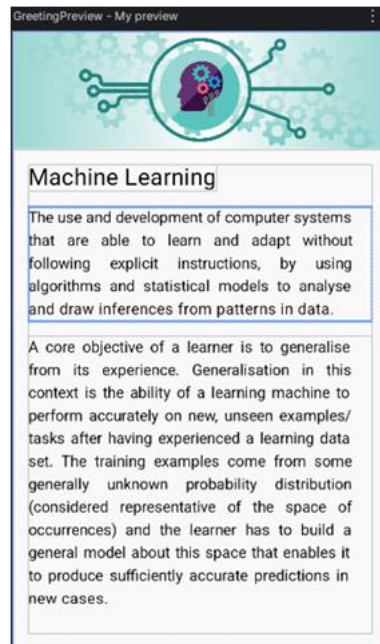 GreetingPreview - My preview
Machine Learning
The use and development of computer systems
that are able to learn and adapt without
following explicit instructions, by using
algorithms and statistical models to analyse
and draw inferences from patterns in data.
A core objective of a learner is to generalise
from its experience. Generalisation in this
context is the ability of a learning machine to
perform accurately on new, unseen examples/
tasks after having experienced a learning data
set. The training examples come from some
generally unknown probability distribution
(considered representative of the space of
occurrences) and the learner has to build a
general model about this space that enables it
to produce sufficiently accurate predictions in
new cases.